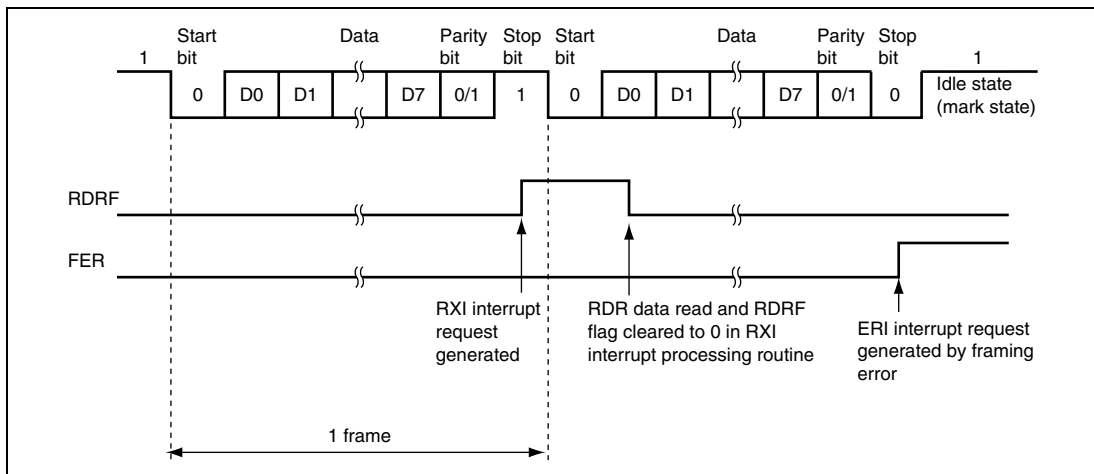 Start bit Data Parity bit Stop bit Start bit Data Parity bit Stop bit
1 0 D0 D1 D7 0/1 1 0 D0 D1 D7 0/1 0 1
Idle state
(mark state)
RDRF
FER
RXI interrupt
request
generated
RDR data read and RDRF
flag cleared to 0 in RXI
interrupt processing routine
ERI interrupt request
generated by framing
error
1 frame